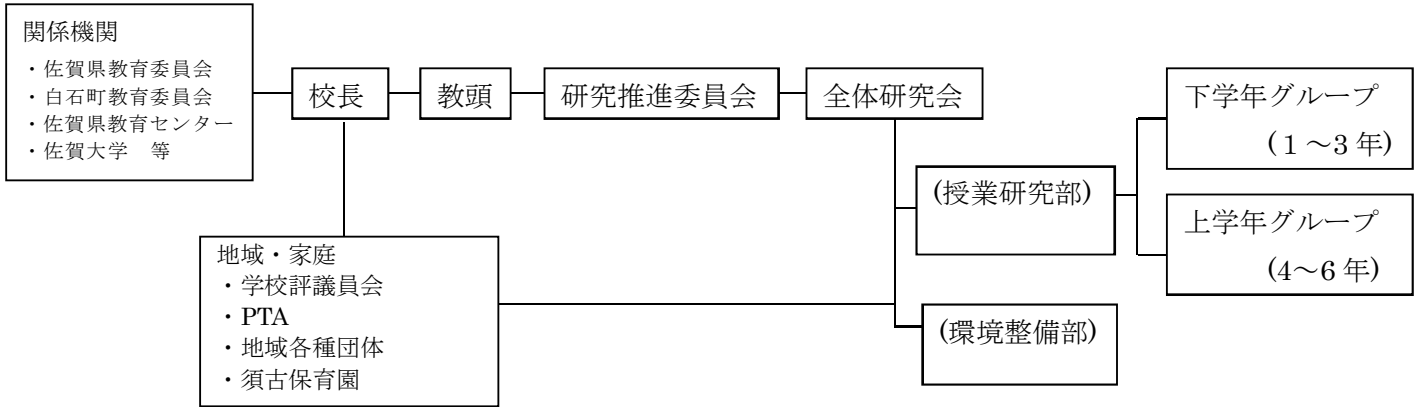 関係機関
・佐賀県教育委員会
・白石町教育委員会
・佐賀県教育センター
・佐賀大学　等
校長
教頭
研究推進委員会
全体研究会
下学年グループ
(１～3 年)
(授業研究部)
上学年グループ
(4～6 年)
地域・家庭
・学校評議員会
・PTA
・地域各種団体
・須古保育園
(環境整備部)